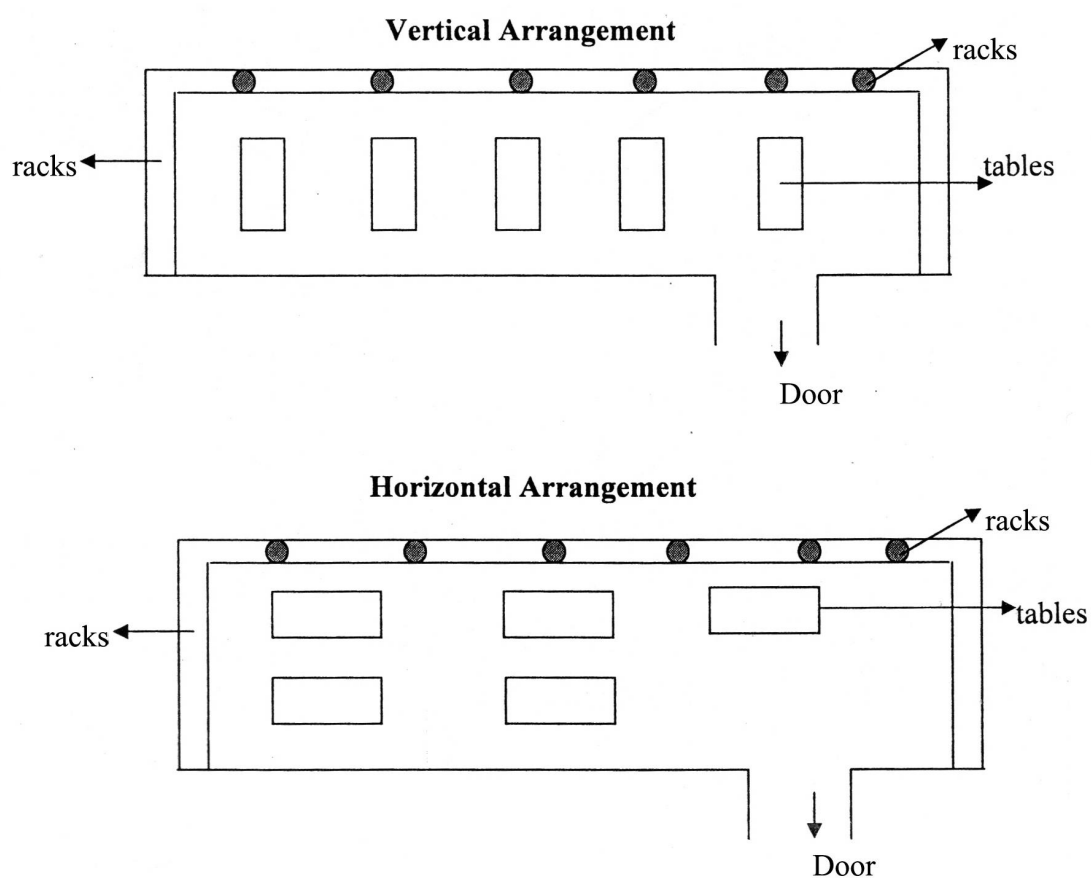 Vertical Arrangement
racks
racks
tables
Door
Horizontal Arrangement
racks
tables
racks
Door